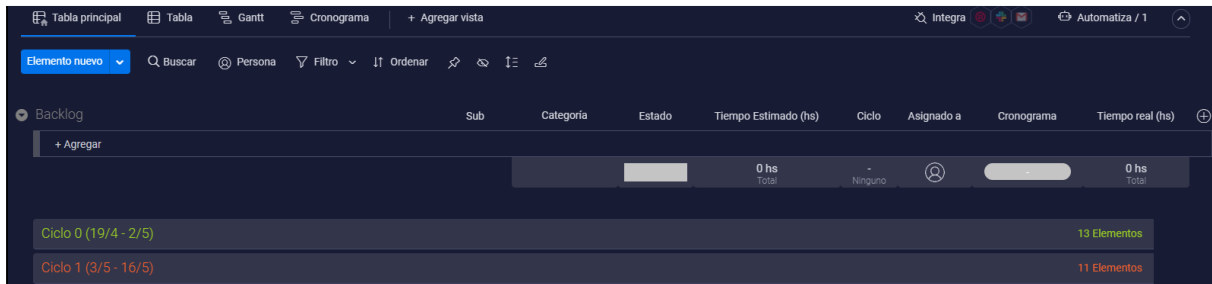 Tabla principal Tabla Gantt Cronograma + Agregar vista Integra Automatiza / 1
Elemento nuevo Buscar Persona Filtro Ordenar
Backlog Sub Categoría Estado Tiempo Estimado (hs) Ciclo Asignado a Cronograma Tiempo real (hs)
+ Agregar
0 hs - - 0 hs
Total Ninguno Total
Ciclo 0 (19/4 - 2/5) 13 Elementos
Ciclo 1 (3/5 - 16/5) 11 Elementos